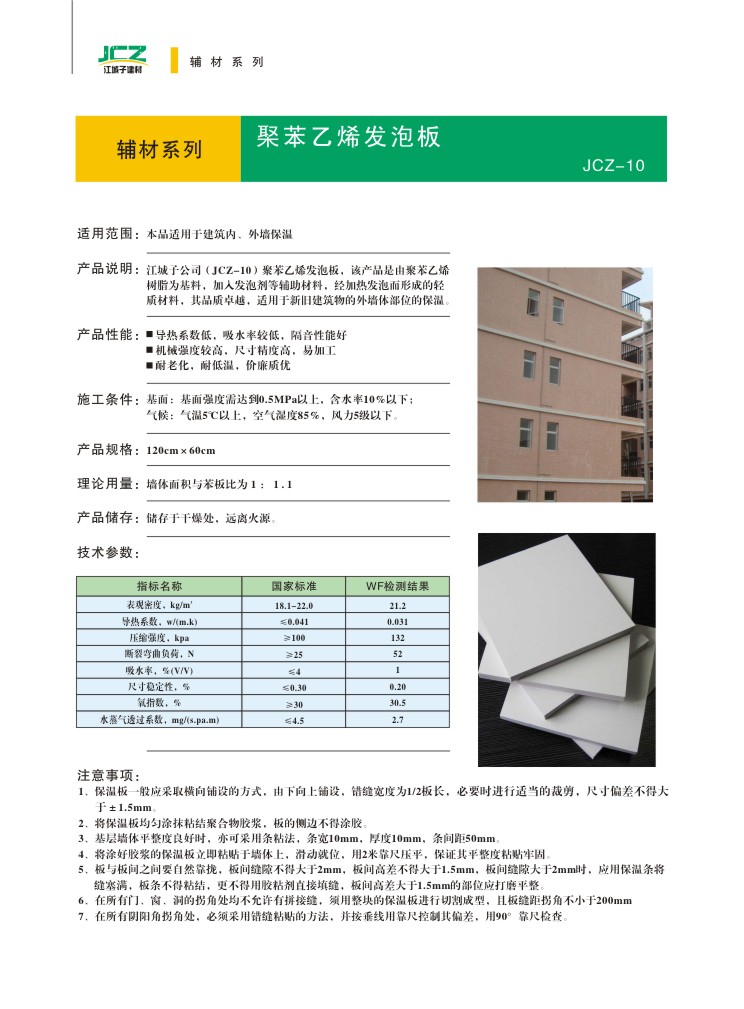 JCZ
江城子建材
辅材系列
辅材系列
聚苯乙烯发泡板
JCZ-10
适用范围：本品适用于建筑内、外墙保温
产品说明：江城子公司（JCZ-10）聚苯乙烯发泡板，该产品是由聚苯乙烯
树脂为基料，加入发泡剂等辅助材料，经加热发泡而形成的轻
质材料，其品质卓越，适用于新旧建筑物的外墙体部位的保温。
产品性能：■导热系数低，吸水率较低，隔音性能好
■机械强度较高，尺寸精度高，易加工
■耐老化，耐低温，价廉质优
施工条件：基面：基面强度需达到0.5MPa以上，含水率10%以下；
气候：气温5℃以上，空气湿度85%，风力5级以下。
产品规格：120cm×60cm
理论用量：墙体面积与苯板比为 1 ： 1.1
产品储存：储存于干燥处，远离火源。
技术参数：
指标名称 国家标准 WF检测结果
表观密度，kg/m³ 18.1-22.0 21.2
导热系数，w/(m.k) ≤0.041 0.031
压缩强度，kpa ≥100 132
断裂弯曲负荷，N ≥25 52
吸水率，%(V/V) ≤4 1
尺寸稳定性，% ≤0.30 0.20
氧指数，% ≥30 30.5
水蒸气透过系数，mg/(s.pa.m) ≤4.5 2.7
注意事项：
1、保温板一般应采取横向铺设的方式，由下向上铺设，错缝宽度为1/2板长，必要时进行适当的裁剪，尺寸偏差不得大
于±1.5mm。
2、将保温板均匀涂抹粘结聚合物胶浆，板的侧边不得涂胶。
3、基层墙体平整度良好时，亦可采用条粘法，条宽10mm，厚度10mm，条间距50mm。
4、将涂好胶浆的保温板立即粘贴于墙体上，滑动就位，用2米靠尺压平，保证其平整度粘贴牢固。
5、板与板间之间要自然靠拢，板间缝隙不得大于2mm，板间高差不得大于1.5mm，板间缝隙大于2mm时，应用保温条将
缝塞满，板条不得粘结，更不得用胶粘剂直接填缝，板间高差大于1.5mm的部位应打磨平整。
6、在所有门、窗、洞的拐角处均不允许有拼接缝，须用整块的保温板进行切割成型，且板缝距拐角不小于200mm
7、在所有阴阳角拐角处，必须采用错缝粘贴的方法，并按垂线用靠尺控制其偏差，用90°靠尺检查。